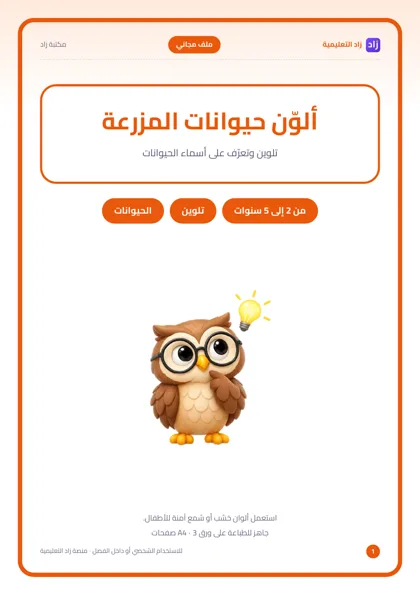 زاد
زاد التعليمية
ملف مجاني
مكتبة زاد
ألوّن حيوانات المزرعة
تلوين وتعرّف على أسماء الحيوانات
من 2 إلى 5 سنوات
تلوين
الحيوانات
استعمل ألوان خشب أو شمع آمنة للأطفال.
جاهز للطباعة على ورق A4 · 3 صفحات
1
للاستخدام الشخصي أو داخل الفصل · منصة زاد التعليمية